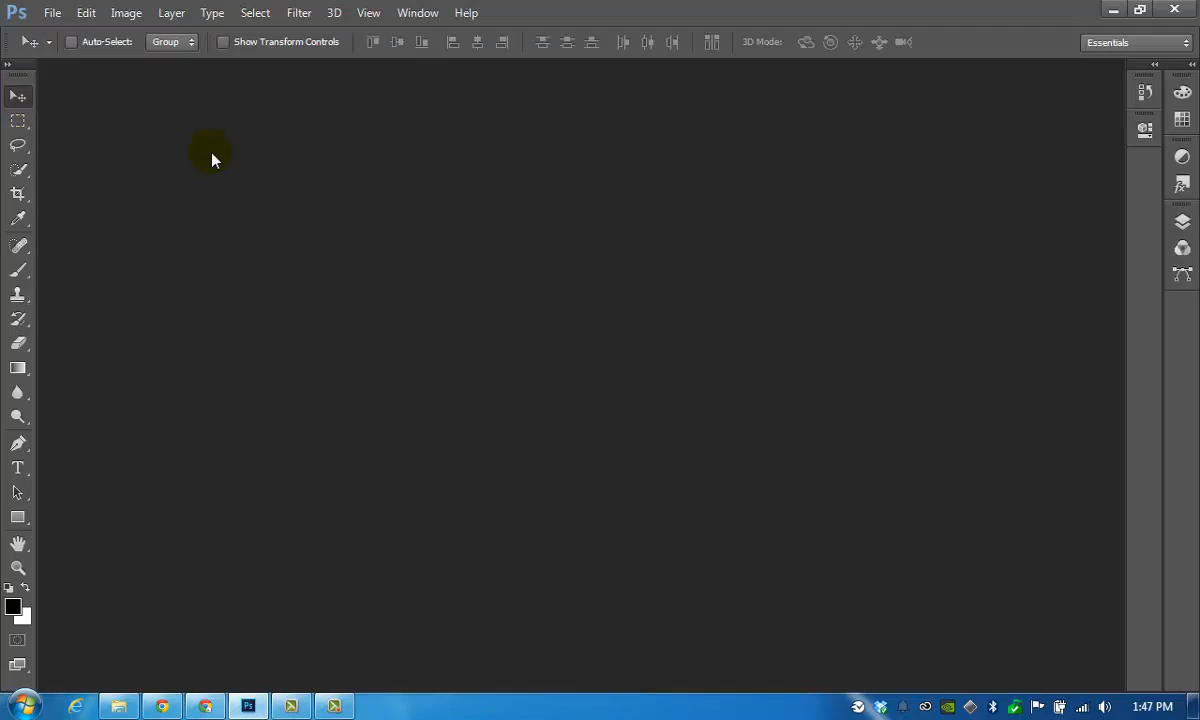 Ps File Edit Image Layer Type Select Filter 3D View Window Help
Auto-Select: Group Show Transform Controls 3D Mode: Essentials
T
Ps
1:47 PM